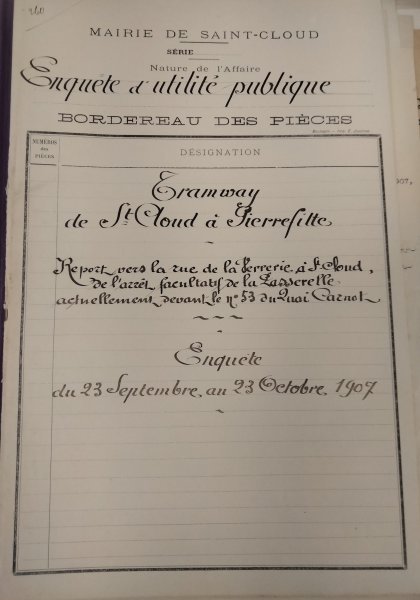 260
MAIRIE DE SAINT-CLOUD
SÉRIE
Nature de l'Affaire
Enquête d'utilité publique
BORDEREAU DES PIÈCES
NUMÉROS
des
PIÈCES
DÉSIGNATION
Tramway
de St Cloud à Pierrefitte
Report vers la rue de la Verrerie à St Cloud,
de l'arrêt facultatif de la Passerelle
actuellement devant le nº 53 du Quai Carnot
Enquête
du 23 Septembre, au 23 Octobre, 1907